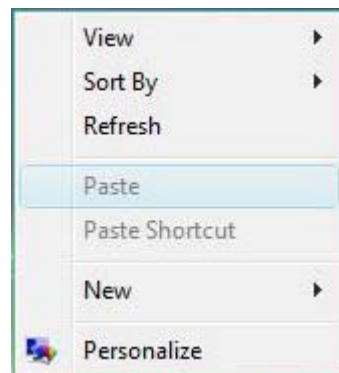 View
Sort By
Refresh
Paste
Paste Shortcut
New
Personalize